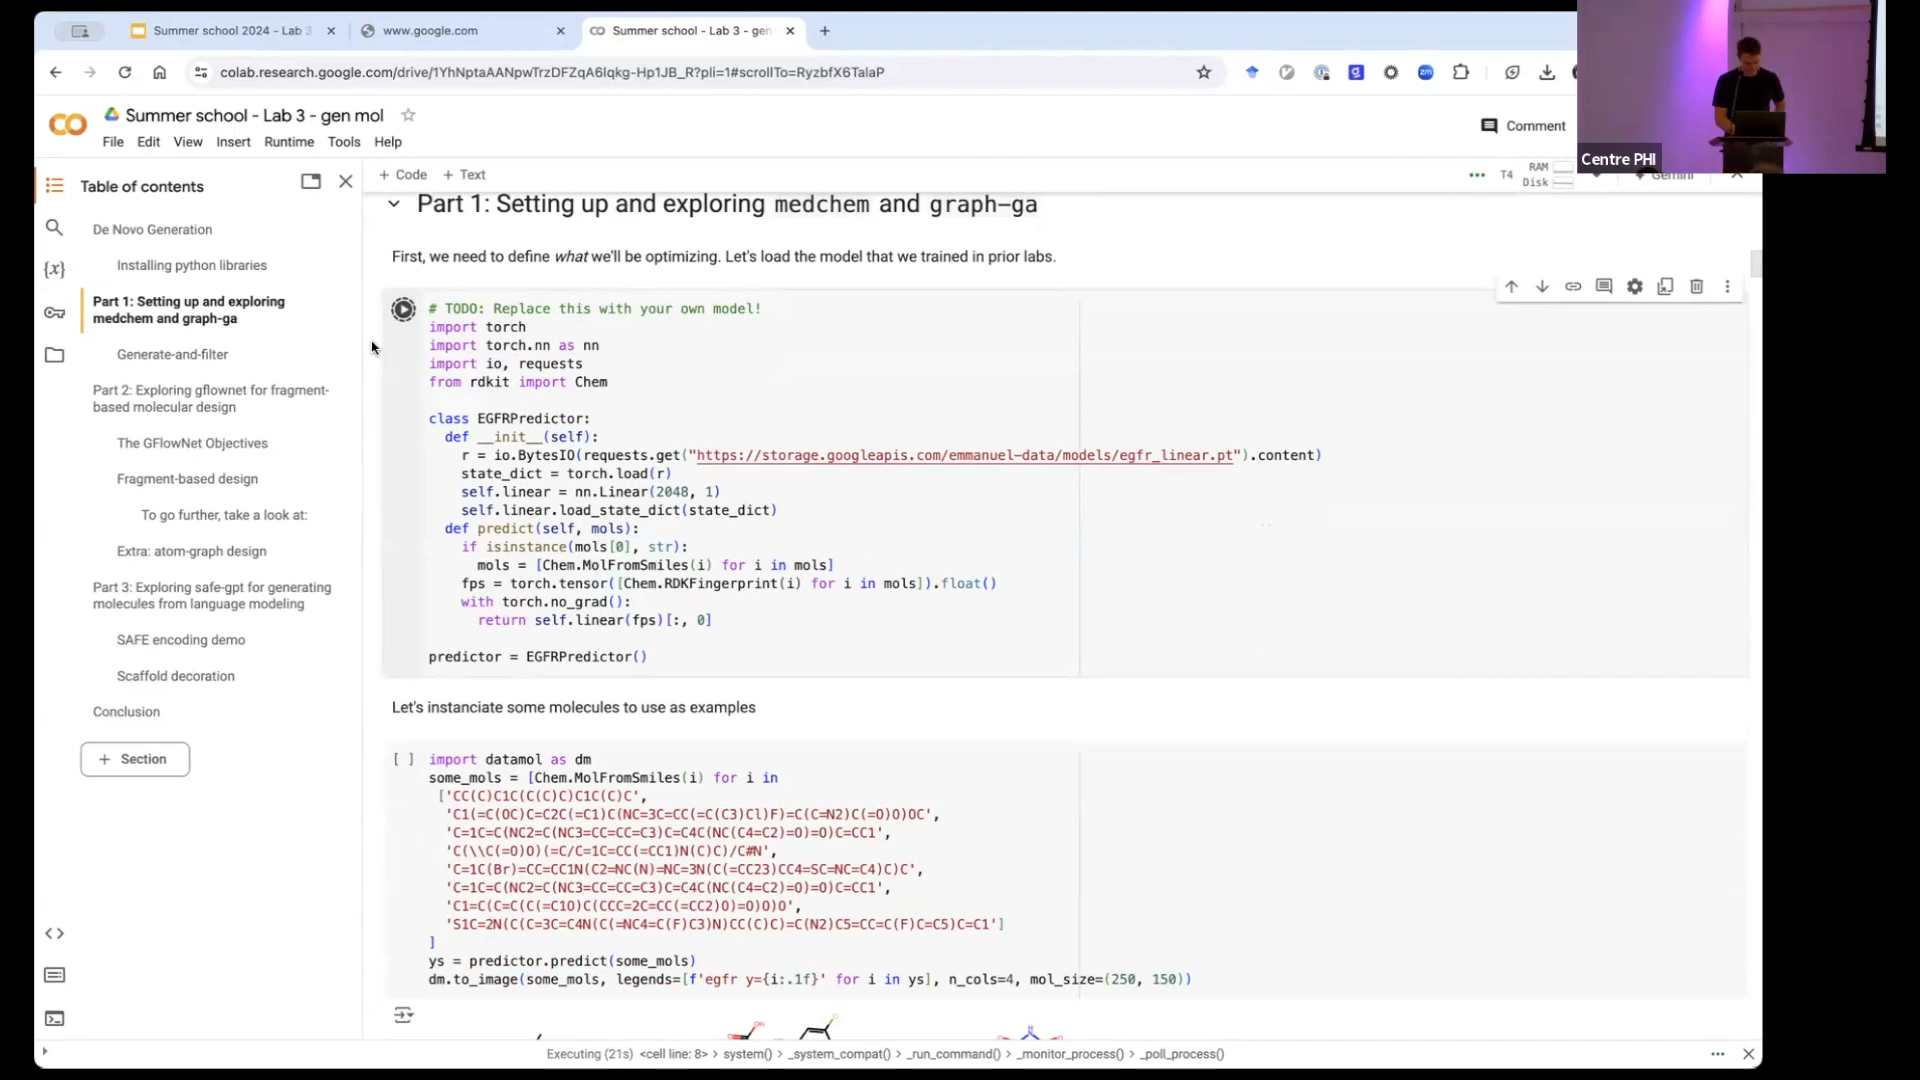 Summer school 2024 - Lab 3
www.google.com
Summer school - Lab 3 - gen
colab.research.google.com/drive/1YhNptaAANpwTrzDFZqA6lqkg-Hp1JB_R?pli=1#scrollTo=RyzbfX6TalaP
Centre PHI
Summer school - Lab 3 - gen mol
File Edit View Insert Runtime Tools Help
Comment
+ Code + Text
T4 RAM
Disk
Gemini
Table of contents
De Novo Generation
Installing python libraries
Part 1: Setting up and exploring
medchem and graph-ga
Generate-and-filter
Part 2: Exploring gflownet for fragment-
based molecular design
The GFlowNet Objectives
Fragment-based design
To go further, take a look at:
Extra: atom-graph design
Part 3: Exploring safe-gpt for generating
molecules from language modeling
SAFE encoding demo
Scaffold decoration
Conclusion
+ Section
Part 1: Setting up and exploring medchem and graph-ga
First, we need to define what we'll be optimizing. Let's load the model that we trained in prior labs.
# TODO: Replace this with your own model!
import torch
import torch.nn as nn
import io, requests
from rdkit import Chem
class EGFRPredictor:
def __init__(self):
r = io.BytesIO(requests.get("https://storage.googleapis.com/emmanuel-data/models/egfr_linear.pt").content)
state_dict = torch.load(r)
self.linear = nn.Linear(2048, 1)
self.linear.load_state_dict(state_dict)
def predict(self, mols):
if isinstance(mols[0], str):
mols = [Chem.MolFromSmiles(i) for i in mols]
fps = torch.tensor([Chem.RDKFingerprint(i) for i in mols]).float()
with torch.no_grad():
return self.linear(fps)[:, 0]
predictor = EGFRPredictor()
Let's instanciate some molecules to use as examples
[ ] import datamol as dm
some_mols = [Chem.MolFromSmiles(i) for i in
['CC(C)C1C(C(C)C)C1C(C)C',
'C1(=C(OC)C=C2C(=C1)C(NC=3C=CC(=C(C3)Cl)F)=C(C=N2)C(=O)O)OC',
'C=1C=C(NC2=C(NC3=CC=CC=C3)C=C4C(NC(C4=C2)=O)=O)C=CC1',
'C(\\C(=O)O)(=C/C=1C=CC(=CC1)N(C)C)/C#N',
'C=1C(Br)=CC=CC1N(C2=NC(N)=NC=3N(C(=CC23)CC4=SC=NC=C4)C)C',
'C=1C=C(NC2=C(NC3=CC=CC=C3)C=C4C(NC(C4=C2)=O)=O)C=CC1',
'C1=C(C=C(C(=C1O)C(CCC=2C=CC(=CC2)O)=O)O)O',
'S1C=2N(C(C=3C=C4N(C(=NC4=C(F)C3)N)CC(C)C)=C(N2)C5=CC=C(F)C=C5)C=C1']
]
ys = predictor.predict(some_mols)
dm.to_image(some_mols, legends=[f'egfr y={i:.1f}' for i in ys], n_cols=4, mol_size=(250, 150))
Executing (21s) <cell line: 8> > system() > _system_compat() > _run_command() > _monitor_process() > _poll_process()